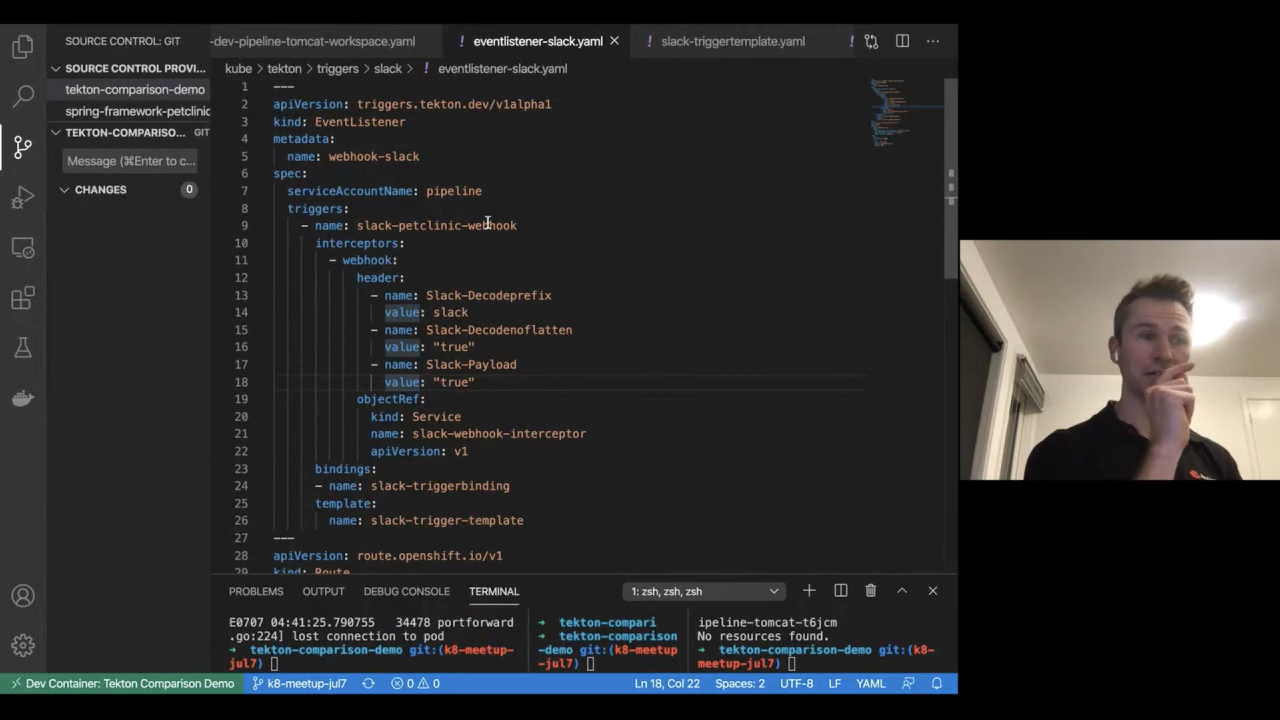 SOURCE CONTROL: GIT
SOURCE CONTROL PROVI...
tekton-comparison-demo
spring-framework-petclinic
TEKTON-COMPARISO... GIT
Message (⌘Enter to c...
CHANGES 0
-dev-pipeline-tomcat-workspace.yaml ! eventlistener-slack.yaml ! slack-triggertemplate.yaml !
kube > tekton > triggers > slack > ! eventlistener-slack.yaml
1 ---
2 apiVersion: triggers.tekton.dev/v1alpha1
3 kind: EventListener
4 metadata:
5 name: webhook-slack
6 spec:
7 serviceAccountName: pipeline
8 triggers:
9 - name: slack-petclinic-webhook
10 interceptors:
11 - webhook:
12 header:
13 - name: Slack-Decodeprefix
14 value: slack
15 - name: Slack-Decodenoflatten
16 value: "true"
17 - name: Slack-Payload
18 value: "true"
19 objectRef:
20 kind: Service
21 name: slack-webhook-interceptor
22 apiVersion: v1
23 bindings:
24 - name: slack-triggerbinding
25 template:
26 name: slack-trigger-template
27 ---
28 apiVersion: route.openshift.io/v1
29 kind: Route
PROBLEMS OUTPUT DEBUG CONSOLE TERMINAL 1: zsh, zsh, zsh
E0707 04:41:25.790755 34478 portforward
.go:224] lost connection to pod
→ tekton-comparison-demo git:(k8-meetup-
jul7)
→ tekton-compari
→ tekton-comparison
-demo git:(k8-meetup
-jul7)
ipeline-tomcat-t6jcm
No resources found.
→ tekton-comparison-demo git:(k8-
meetup-jul7)
Dev Container: Tekton Comparison Demo k8-meetup-jul7 0 0 Ln 18, Col 22 Spaces: 2 UTF-8 LF YAML